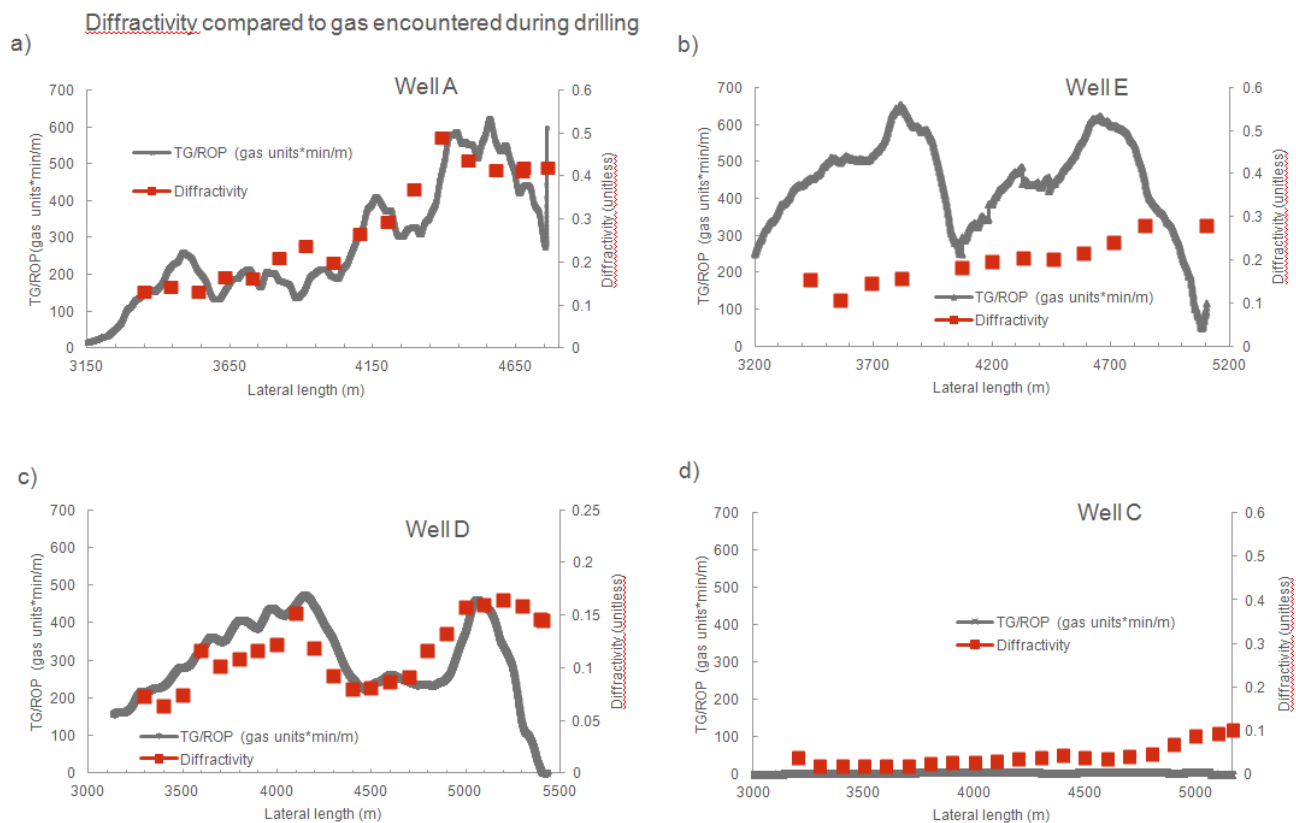 Diffractivity compared to gas encountered during drilling
a)
Well A
700
600
500
400
300
200
100
0
TG/ROP(gas units*min/m)
TG/ROP (gas units*min/m)
Diffractivity
0.6
0.5
0.4
0.3
0.2
0.1
0
Diffractivity (unitless)
3150 3650 4150 4650
Lateral length (m)
b)
Well E
700
600
500
400
300
200
100
0
TG/ROP (gas units*min/m)
TG/ROP (gas units*min/m)
Diffractivity
0.6
0.5
0.4
0.3
0.2
0.1
0
Diffractivity (unitless)
3200 3700 4200 4700 5200
Lateral length (m)
c)
Well D
700
600
500
400
300
200
100
0
TG/ROP (gas units*min/m)
TG/ROP (gas units*min/m)
Diffractivity
0.25
0.2
0.15
0.1
0.05
0
Diffractivity (unitless)
3000 3500 4000 4500 5000 5500
Lateral length (m)
d)
Well C
700
600
500
400
300
200
100
0
TG/ROP (gas units*min/m)
TG/ROP (gas units*min/m)
Diffractivity
0.6
0.5
0.4
0.3
0.2
0.1
0
Diffractivity (unitless)
3000 3500 4000 4500 5000
Lateral length (m)